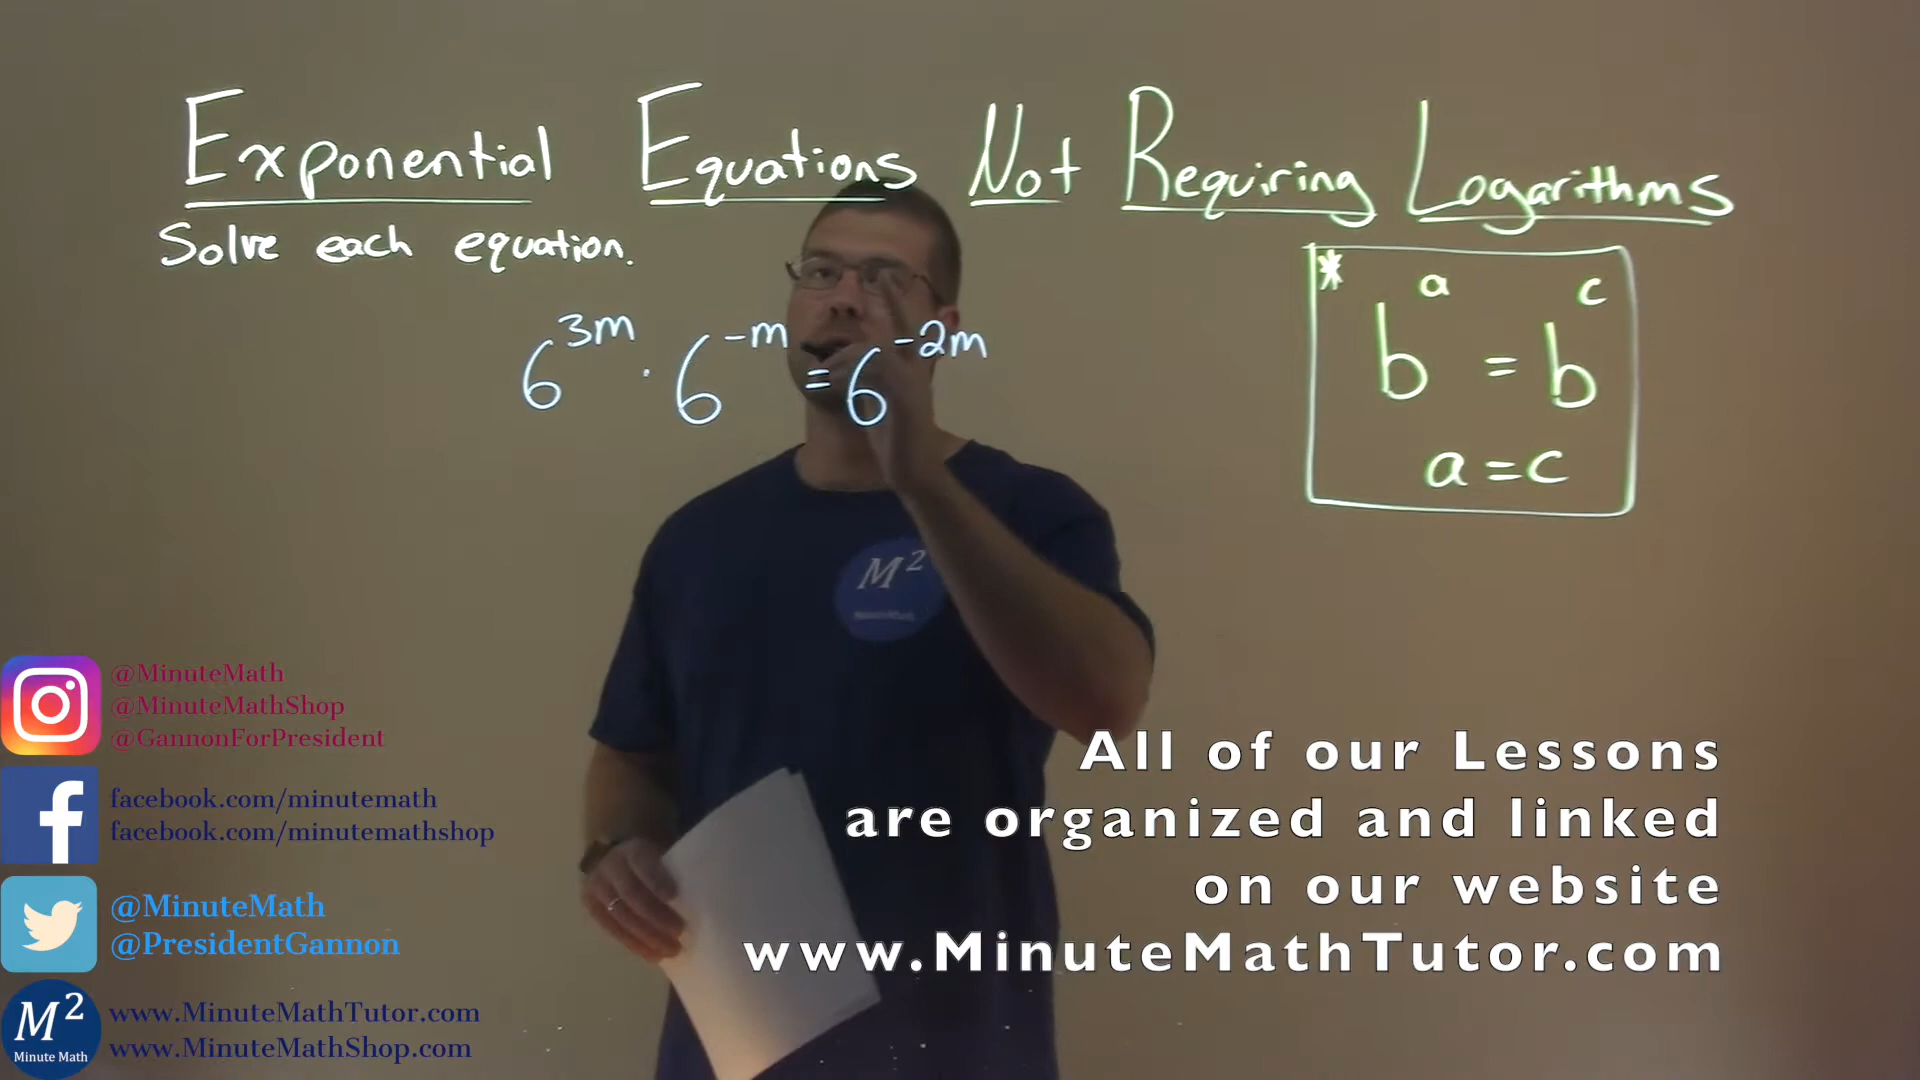 Exponential Equations Not Requiring Logarithms
Solve each equation.
6^{3m} · 6^{-m} = 6^{-2m}
* b^a = b^c
a = c
M²
@MinuteMath
@MinuteMathShop
@GannonForPresident
facebook.com/minutemath
facebook.com/minutemathshop
@MinuteMath
@PresidentGannon
M²
Minute Math
www.MinuteMathTutor.com
www.MinuteMathShop.com
All of our Lessons
are organized and linked
on our website
www.MinuteMathTutor.com